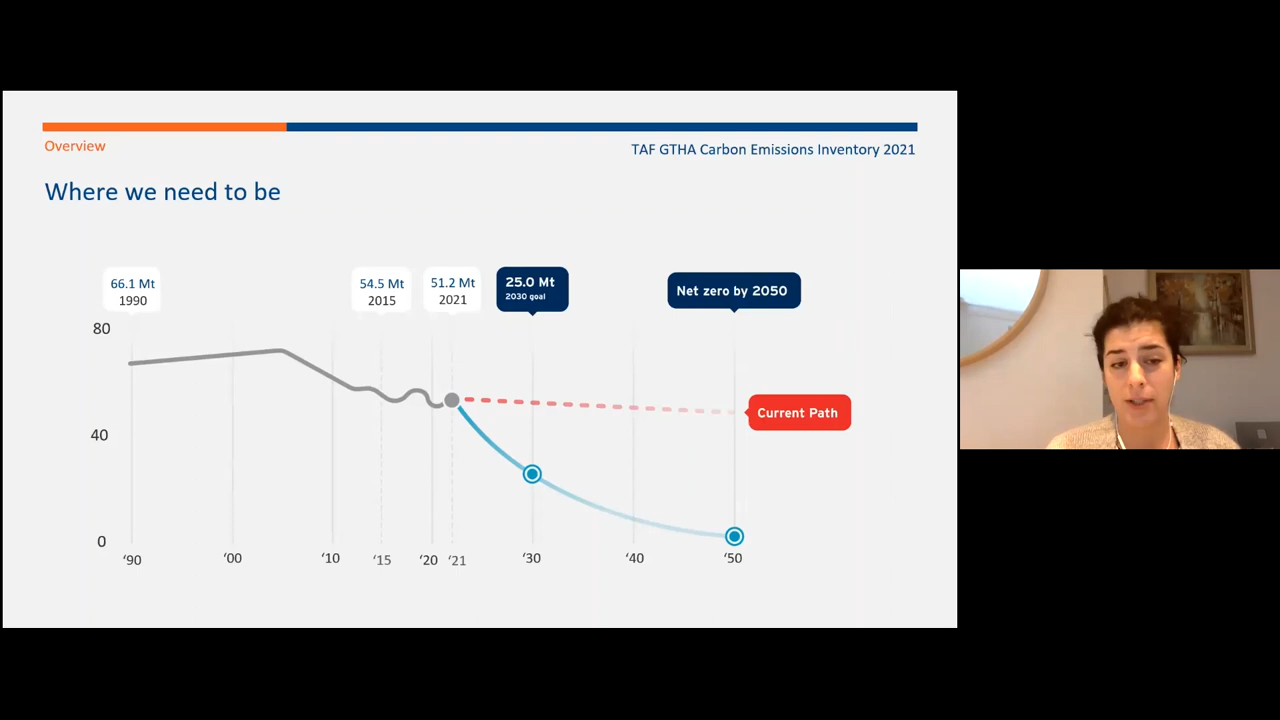 Overview
TAF GTHA Carbon Emissions Inventory 2021
Where we need to be
66.1 Mt
1990
54.5 Mt
2015
51.2 Mt
2021
25.0 Mt
2030 goal
Net zero by 2050
80
40
0
Current Path
‘90
‘00
‘10
‘15
‘20
‘21
‘30
‘40
‘50